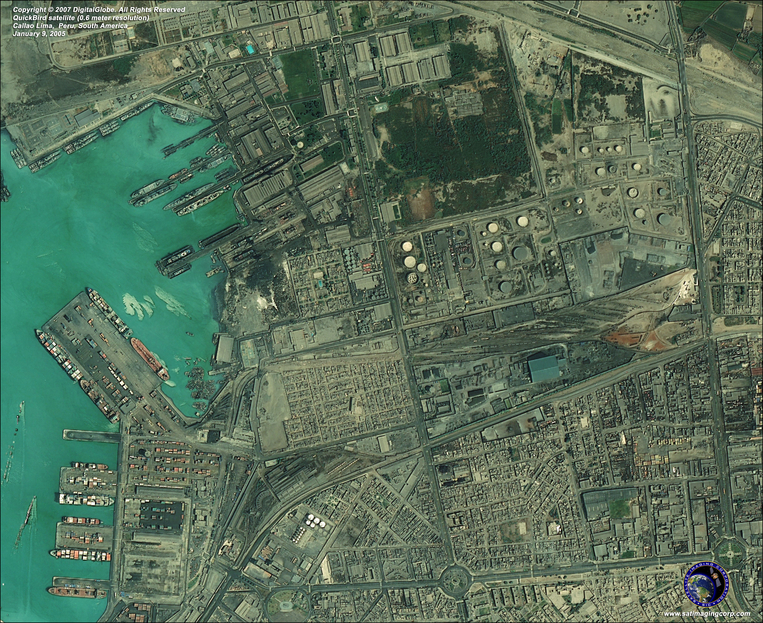 Copyright © 2007 DigitalGlobe. All Rights Reserved
QuickBird satellite (0.6 meter resolution)
Callao Lima, Peru, South America
January 9, 2005
www.satimagingcorp.com